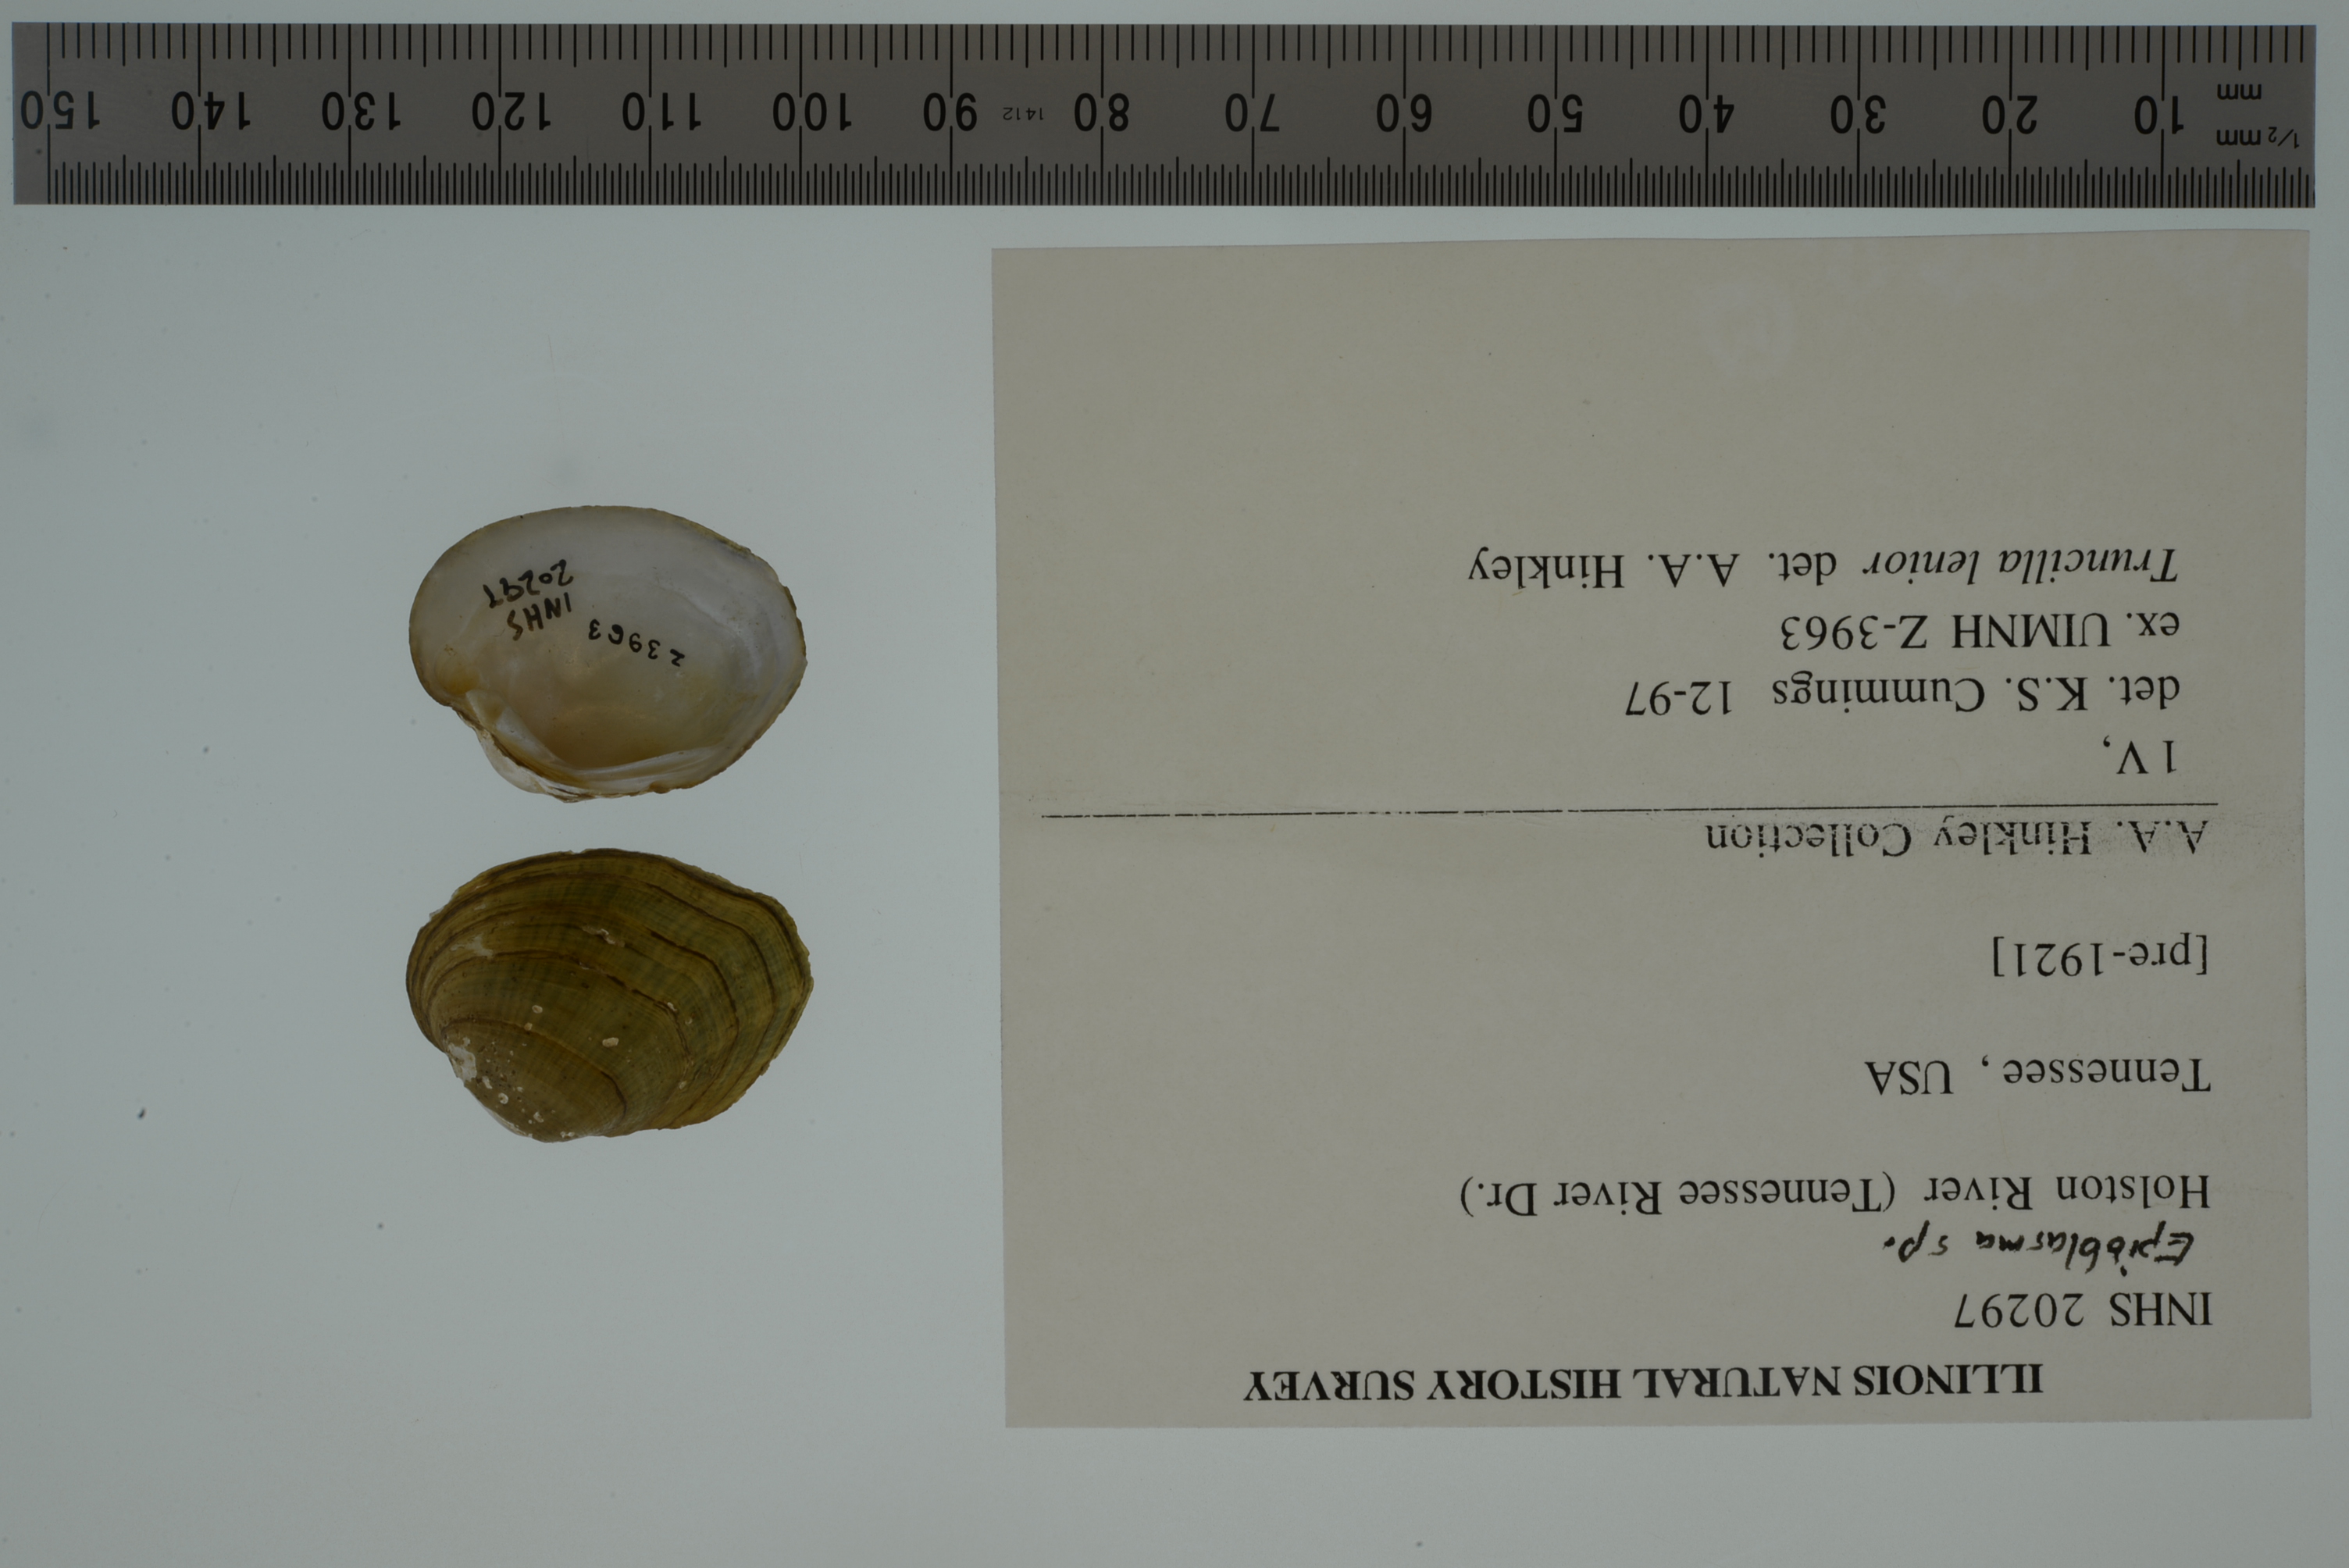 ILLINOIS NATURAL HISTORY SURVEY
INHS 20297
Epioblasma sp.
Holston River (Tennessee River Dr.)
Tennessee , USA
[pre-1921]
A.A. Hinkley Collection
1 V,
det. K.S. Cummings 12-97
ex. UIMNH Z-3963
Truncilla lenior det. A.A. Hinkley
Z 3963
INHS
20297
1/2 mm
mm
10 20 30 40 50 60 70 80 1412 90 100 110 120 130 140 150